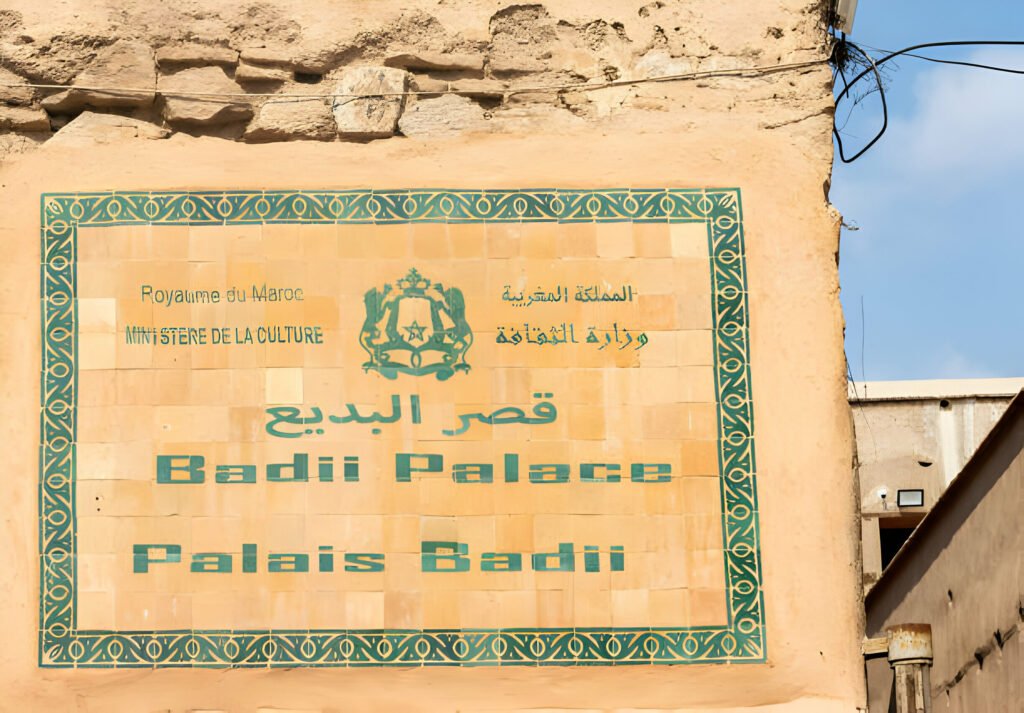 Royaume du Maroc
المملكة المغربية
MINISTERE DE LA CULTURE
وزارة الثقافة
قصر البديع
Badii Palace
Palais Badii